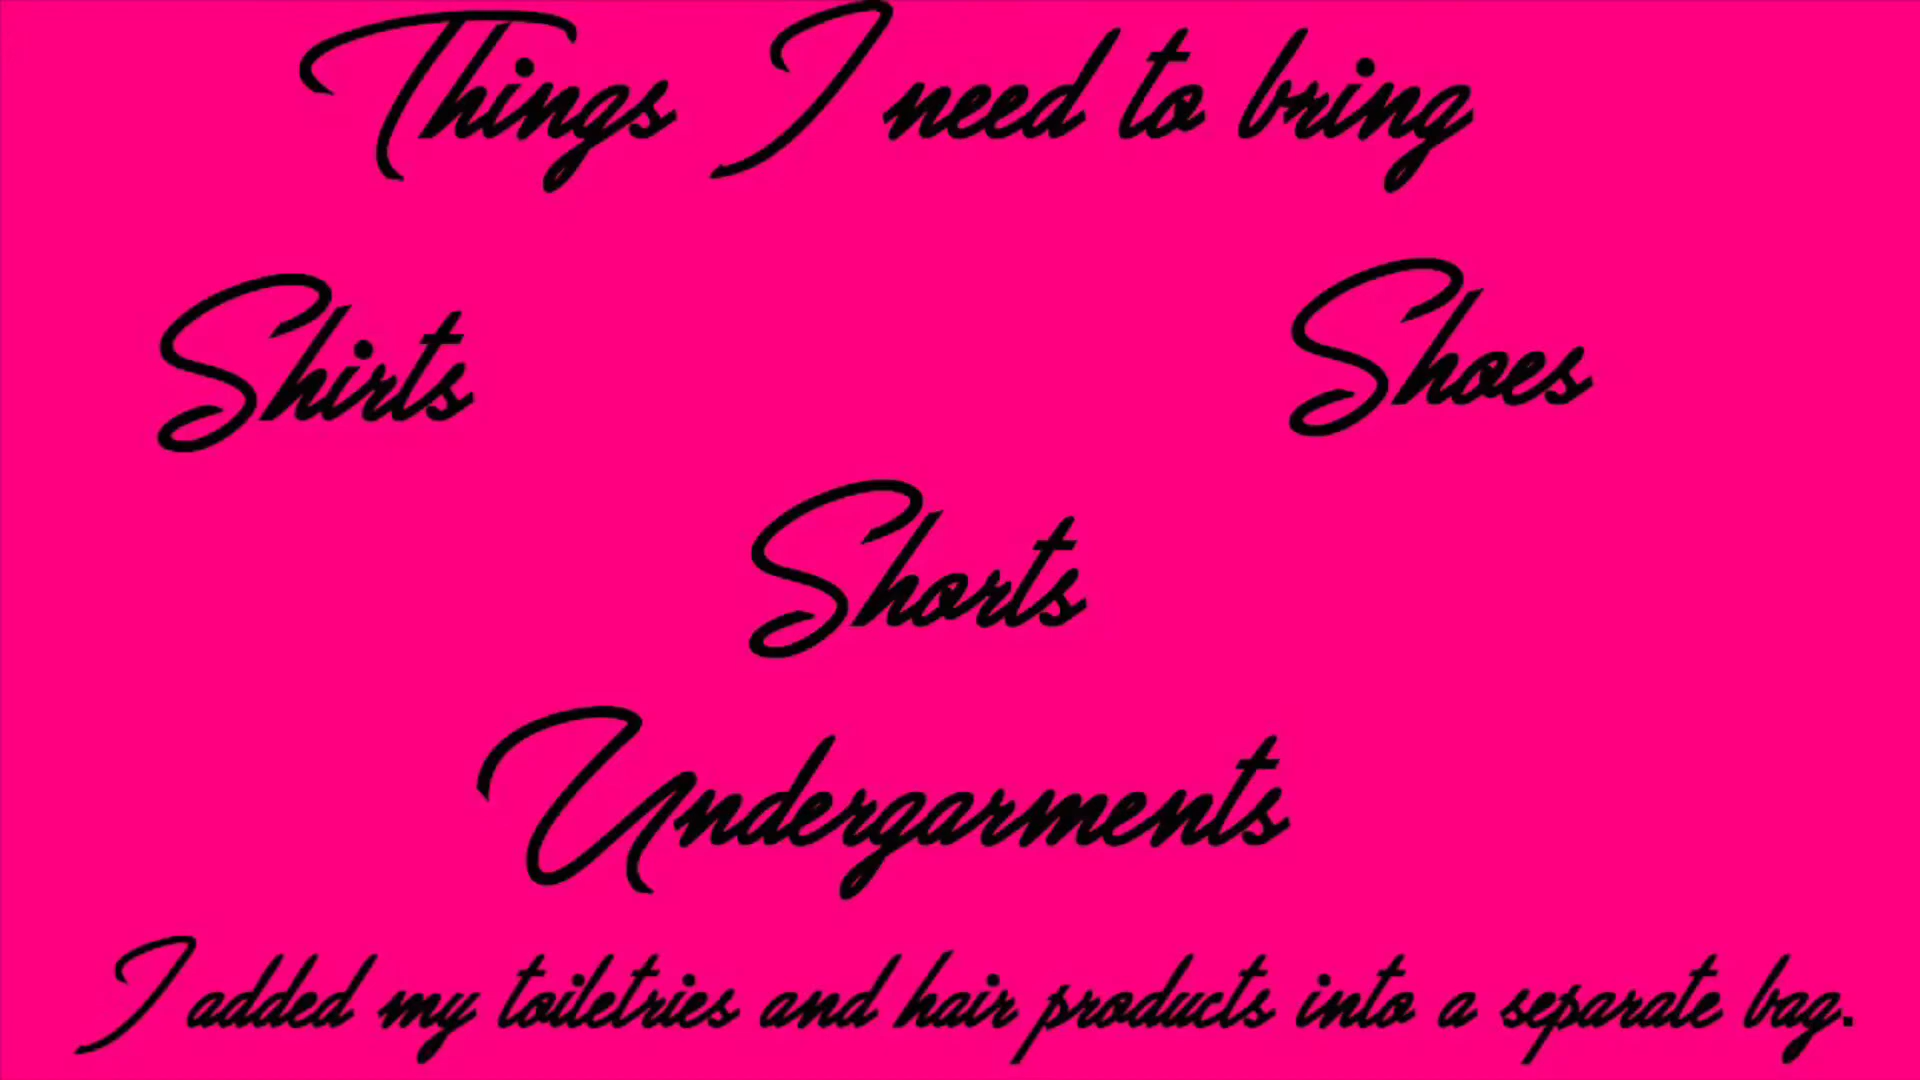 Things I need to bring
Shirts
Shoes
Shorts
Undergarments
I added my toiletries and hair products into a separate bag.